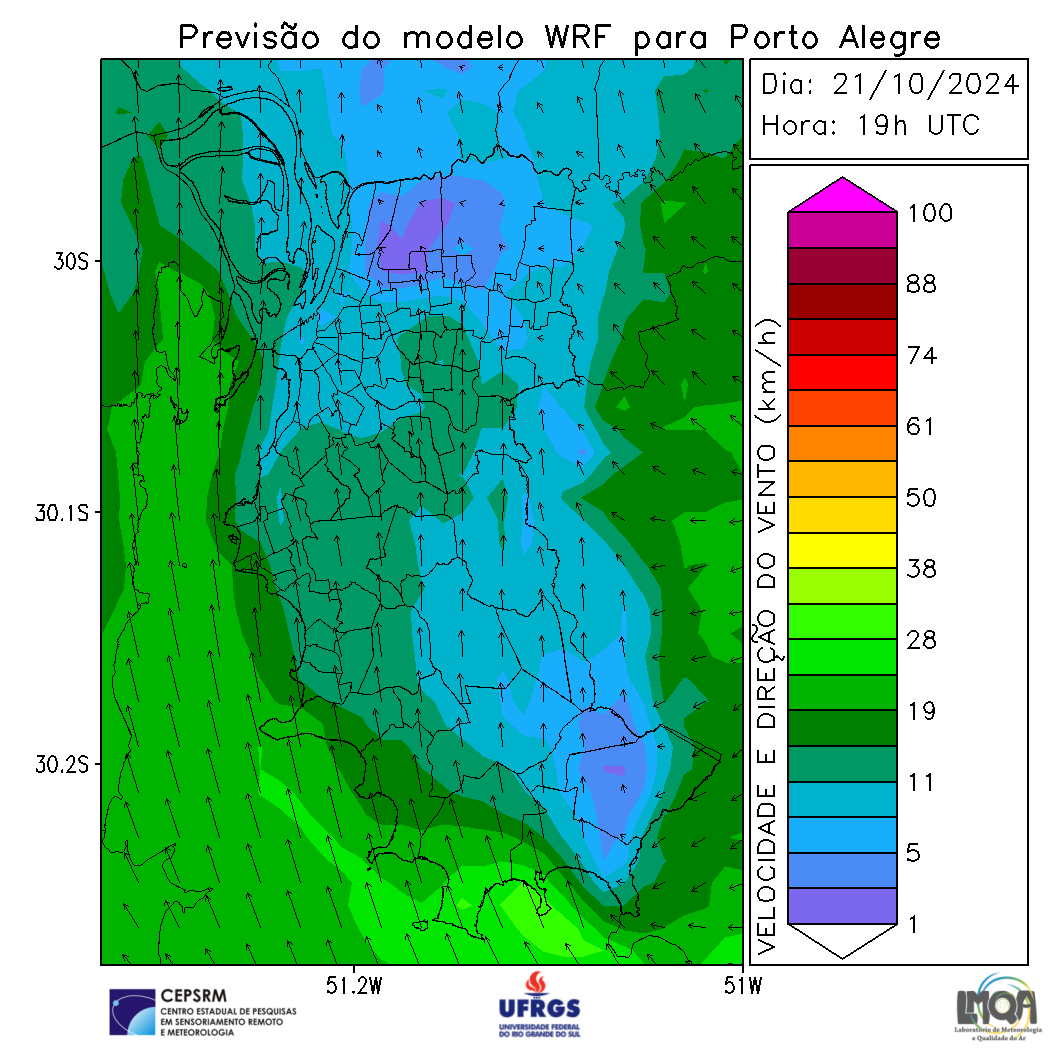 Previsão do modelo WRF para Porto Alegre
Dia: 21/10/2024
Hora: 19h UTC
30S
30.1S
30.2S
51.2W
51W
VELOCIDADE E DIREÇÃO DO VENTO (km/h)
100
88
74
61
50
38
28
19
11
5
1
CEPSRM
CENTRO ESTADUAL DE PESQUISAS
EM SENSORIAMENTO REMOTO
E METEOROLOGIA
UFRGS
UNIVERSIDADE FEDERAL
DO RIO GRANDE DO SUL
LMQA
Laboratório de Meteorologia
e Qualidade do Ar